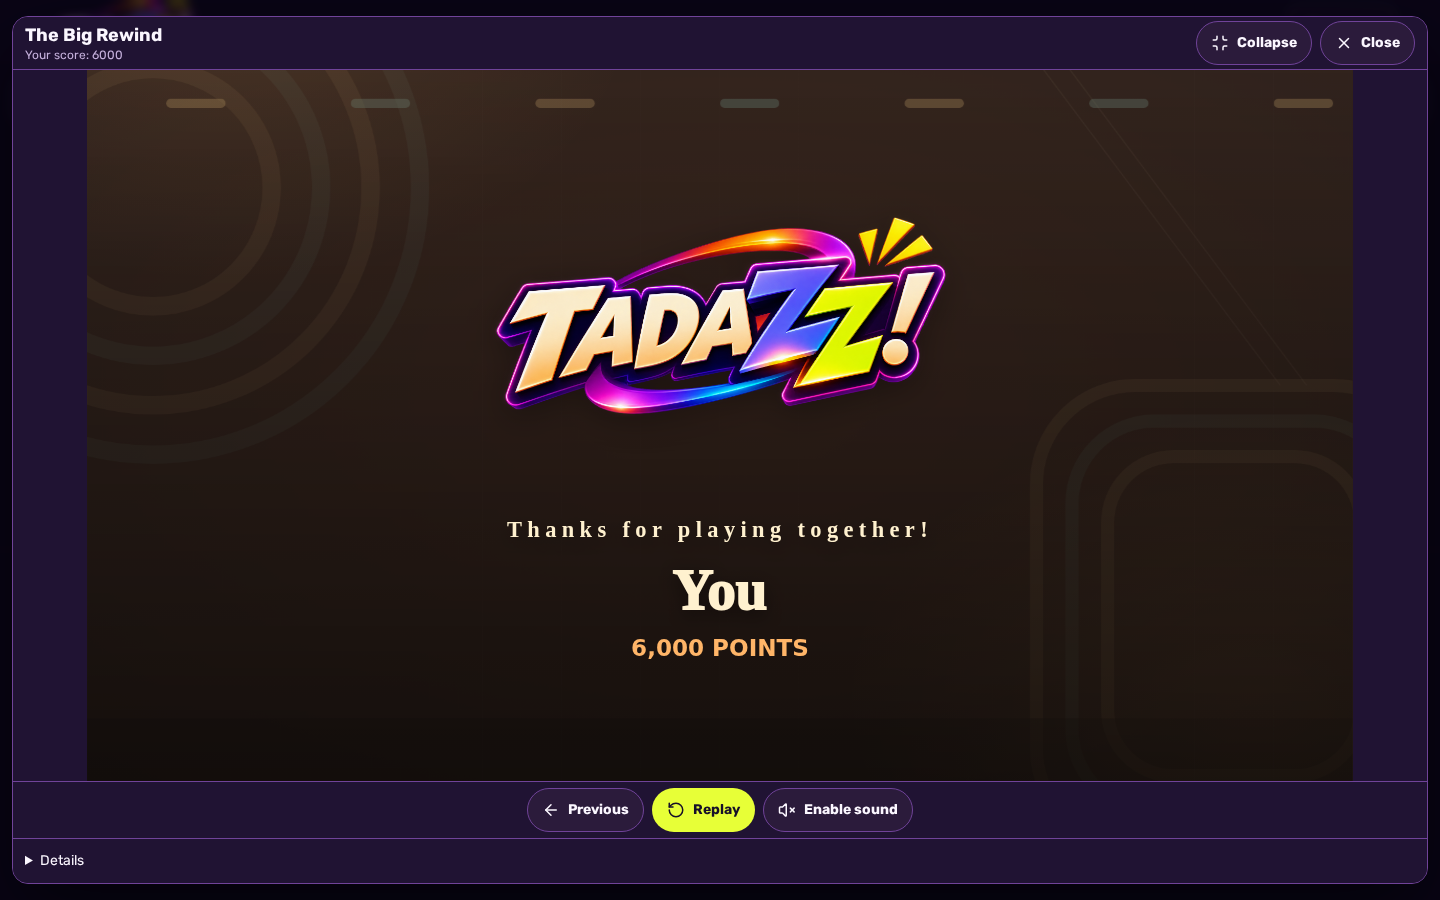 The Big Rewind
Your score: 6000
Collapse
Close
TADAZZ!
Thanks for playing together!
You
6,000 POINTS
Previous
Replay
Enable sound
Details